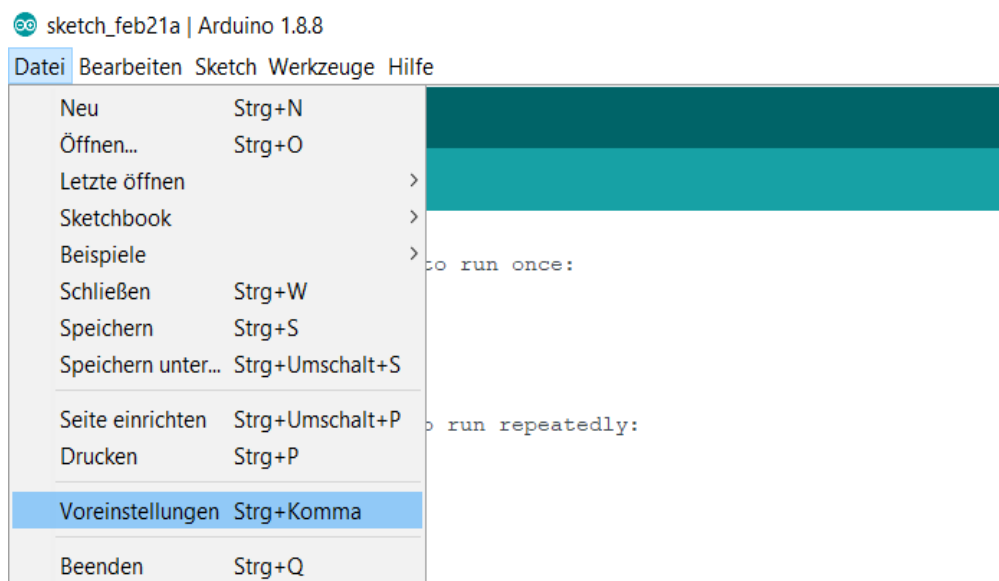 sketch_feb21a | Arduino 1.8.8
Datei Bearbeiten Sketch Werkzeuge Hilfe
Neu Strg+N
Öffnen... Strg+O
Letzte öffnen
Sketchbook
Beispiele
to run once:
Schließen Strg+W
Speichern Strg+S
Speichern unter... Strg+Umschalt+S
Seite einrichten Strg+Umschalt+P
run repeatedly:
Drucken Strg+P
Voreinstellungen Strg+Komma
Beenden Strg+Q